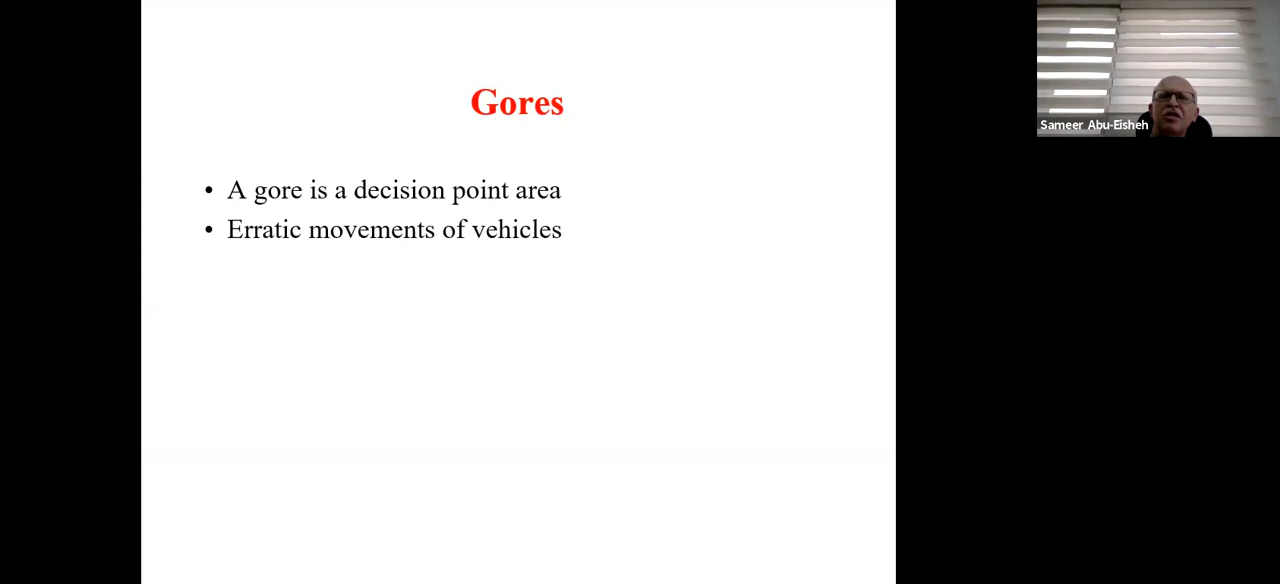 Gores
• A gore is a decision point area
• Erratic movements of vehicles
Sameer Abu-Eisheh